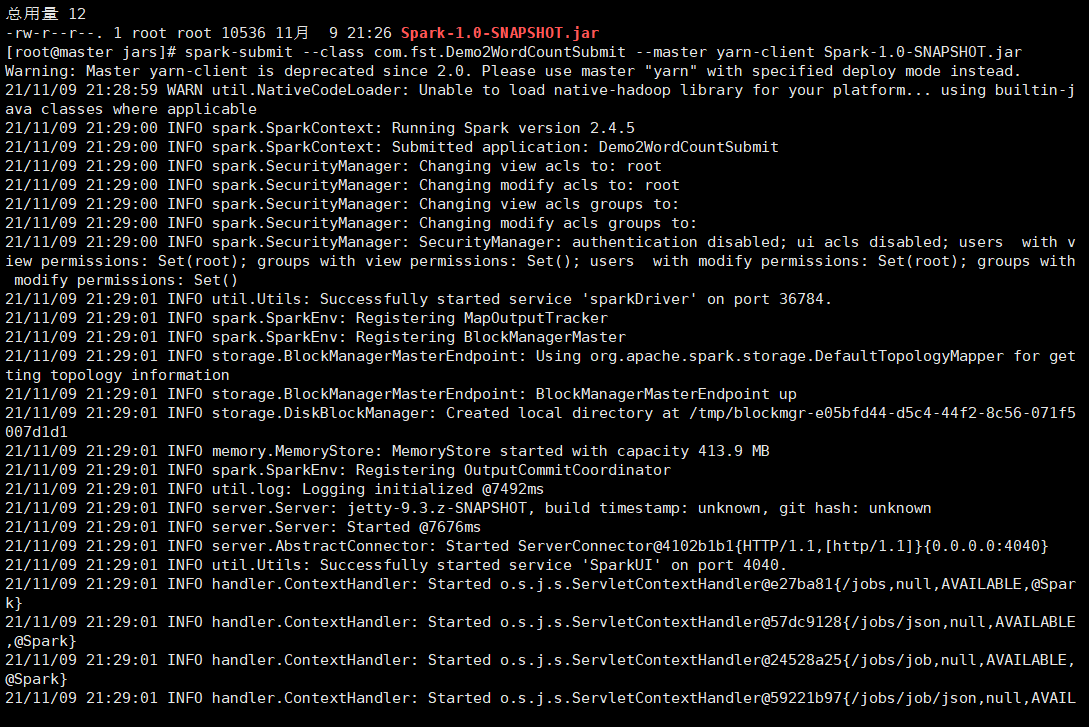 总用量 12
-rw-r--r--. 1 root root 10536 11月  9 21:26 Spark-1.0-SNAPSHOT.jar
[root@master jars]# spark-submit --class com.fst.Demo2WordCountSubmit --master yarn-client Spark-1.0-SNAPSHOT.jar
Warning: Master yarn-client is deprecated since 2.0. Please use master "yarn" with specified deploy mode instead.
21/11/09 21:28:59 WARN util.NativeCodeLoader: Unable to load native-hadoop library for your platform... using builtin-j
ava classes where applicable
21/11/09 21:29:00 INFO spark.SparkContext: Running Spark version 2.4.5
21/11/09 21:29:00 INFO spark.SparkContext: Submitted application: Demo2WordCountSubmit
21/11/09 21:29:00 INFO spark.SecurityManager: Changing view acls to: root
21/11/09 21:29:00 INFO spark.SecurityManager: Changing modify acls to: root
21/11/09 21:29:00 INFO spark.SecurityManager: Changing view acls groups to:
21/11/09 21:29:00 INFO spark.SecurityManager: Changing modify acls groups to:
21/11/09 21:29:00 INFO spark.SecurityManager: SecurityManager: authentication disabled; ui acls disabled; users  with v
iew permissions: Set(root); groups with view permissions: Set(); users  with modify permissions: Set(root); groups with
 modify permissions: Set()
21/11/09 21:29:01 INFO util.Utils: Successfully started service 'sparkDriver' on port 36784.
21/11/09 21:29:01 INFO spark.SparkEnv: Registering MapOutputTracker
21/11/09 21:29:01 INFO spark.SparkEnv: Registering BlockManagerMaster
21/11/09 21:29:01 INFO storage.BlockManagerMasterEndpoint: Using org.apache.spark.storage.DefaultTopologyMapper for get
ting topology information
21/11/09 21:29:01 INFO storage.BlockManagerMasterEndpoint: BlockManagerMasterEndpoint up
21/11/09 21:29:01 INFO storage.DiskBlockManager: Created local directory at /tmp/blockmgr-e05bfd44-d5c4-44f2-8c56-071f5
007d1d1
21/11/09 21:29:01 INFO memory.MemoryStore: MemoryStore started with capacity 413.9 MB
21/11/09 21:29:01 INFO spark.SparkEnv: Registering OutputCommitCoordinator
21/11/09 21:29:01 INFO util.log: Logging initialized @7492ms
21/11/09 21:29:01 INFO server.Server: jetty-9.3.z-SNAPSHOT, build timestamp: unknown, git hash: unknown
21/11/09 21:29:01 INFO server.Server: Started @7676ms
21/11/09 21:29:01 INFO server.AbstractConnector: Started ServerConnector@4102b1b1{HTTP/1.1,[http/1.1]}{0.0.0.0:4040}
21/11/09 21:29:01 INFO util.Utils: Successfully started service 'SparkUI' on port 4040.
21/11/09 21:29:01 INFO handler.ContextHandler: Started o.s.j.s.ServletContextHandler@e27ba81{/jobs,null,AVAILABLE,@Spar
k}
21/11/09 21:29:01 INFO handler.ContextHandler: Started o.s.j.s.ServletContextHandler@57dc9128{/jobs/json,null,AVAILABLE
,@Spark}
21/11/09 21:29:01 INFO handler.ContextHandler: Started o.s.j.s.ServletContextHandler@24528a25{/jobs/job,null,AVAILABLE,
@Spark}
21/11/09 21:29:01 INFO handler.ContextHandler: Started o.s.j.s.ServletContextHandler@59221b97{/jobs/job/json,null,AVAIL